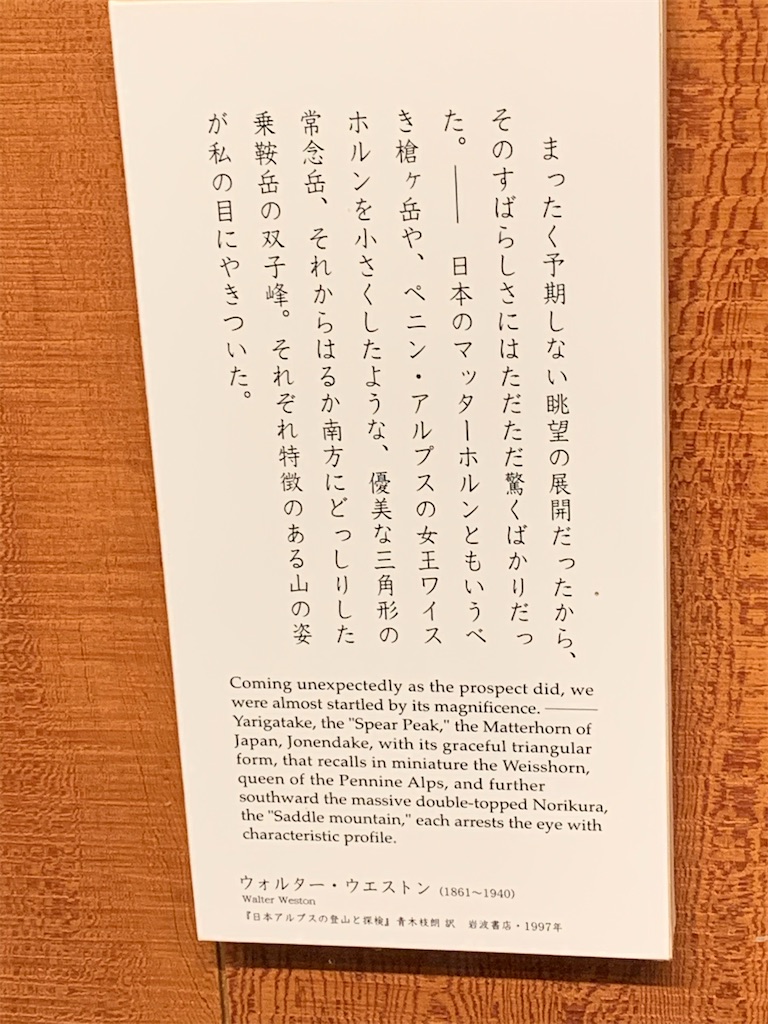 まったく予期しない眺望の展開だったから、
そのすばらしさにはただただ驚くばかりだっ
た。―― 日本のマッターホルンともいうべ
き槍ヶ岳や、ペニン・アルプスの女王ワイス
ホルンを小さくしたような、優美な三角形の
常念岳、それからはるか南方にどっしりした
乗鞍岳の双子峰。それぞれ特徴のある山の姿
が私の目にやきついた。
Coming unexpectedly as the prospect did, we
were almost startled by its magnificence. ――
Yarigatake, the "Spear Peak," the Matterhorn of
Japan, Jonendake, with its graceful triangular
form, that recalls in miniature the Weisshorn,
queen of the Pennine Alps, and further
southward the massive double-topped Norikura,
the "Saddle mountain," each arrests the eye with
characteristic profile.
ウォルター・ウエストン（1861〜1940）
Walter Weston
『日本アルプスの登山と探検』青木枝朗 訳　岩波書店・1997年